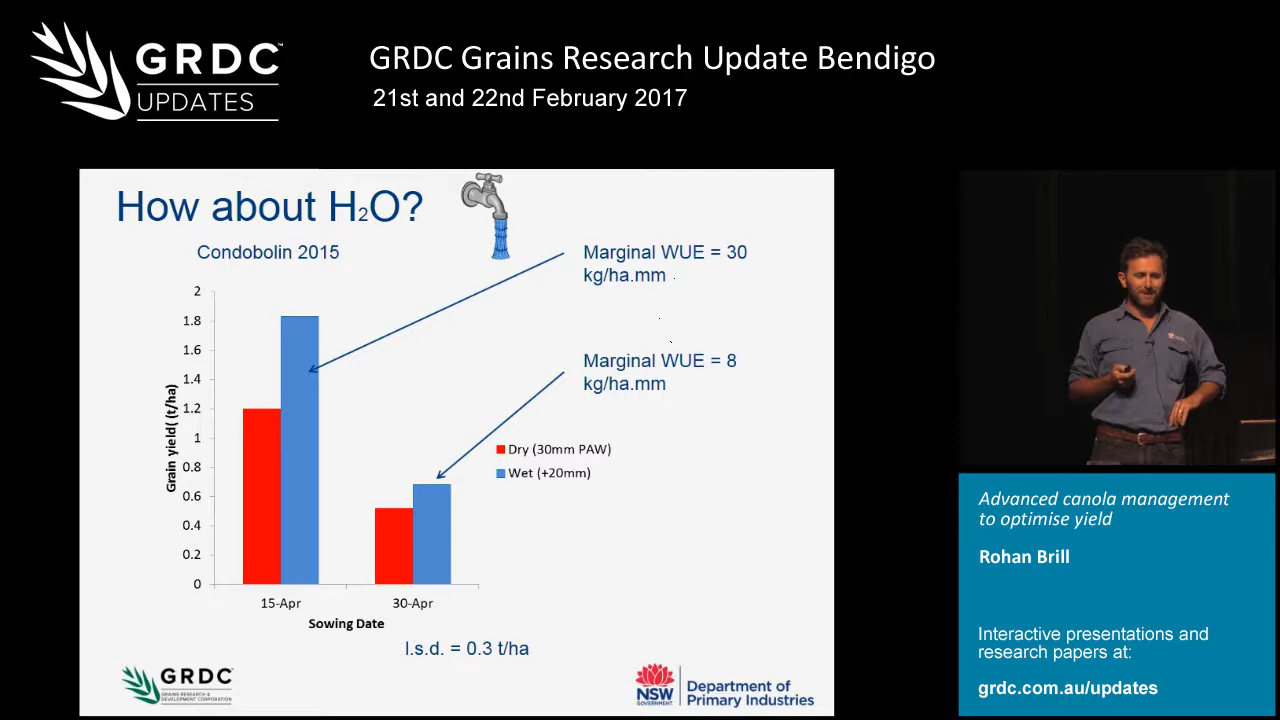 GRDC™
UPDATES
GRDC Grains Research Update Bendigo
21st and 22nd February 2017
How about H₂O?
Condobolin 2015
Marginal WUE = 30
kg/ha.mm
Marginal WUE = 8
kg/ha.mm
Grain yield( (t/ha)
2
1.8
1.6
1.4
1.2
1
0.8
0.6
0.4
0.2
0
15-Apr
30-Apr
Sowing Date
Dry (30mm PAW)
Wet (+20mm)
l.s.d. = 0.3 t/ha
GRDC™
GRAINS RESEARCH &
DEVELOPMENT CORPORATION
NSW
GOVERNMENT
Department of
Primary Industries
Advanced canola management
to optimise yield
Rohan Brill
Interactive presentations and
research papers at:
grdc.com.au/updates